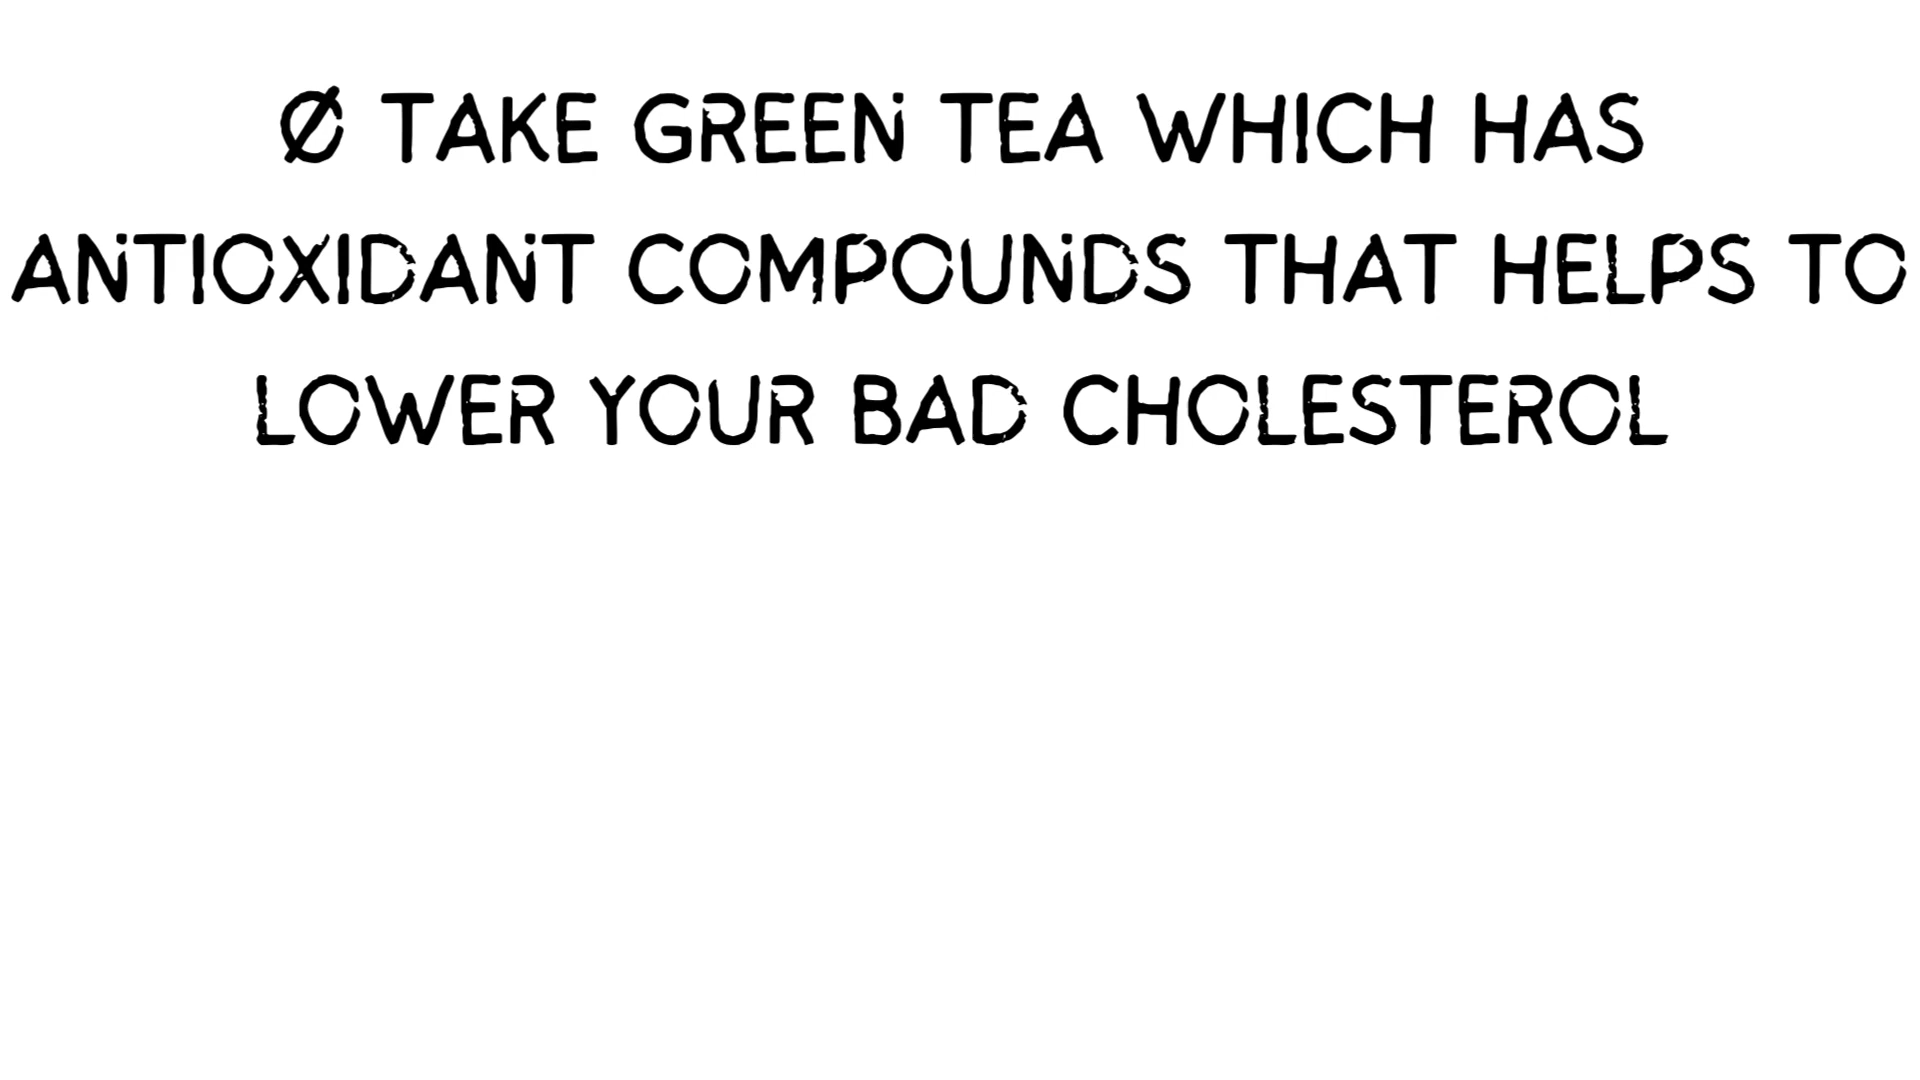 Ø TAKE GREEN TEA WHICH HAS
ANTIOXIDANT COMPOUNDS THAT HELPS TO
LOWER YOUR BAD CHOLESTEROL